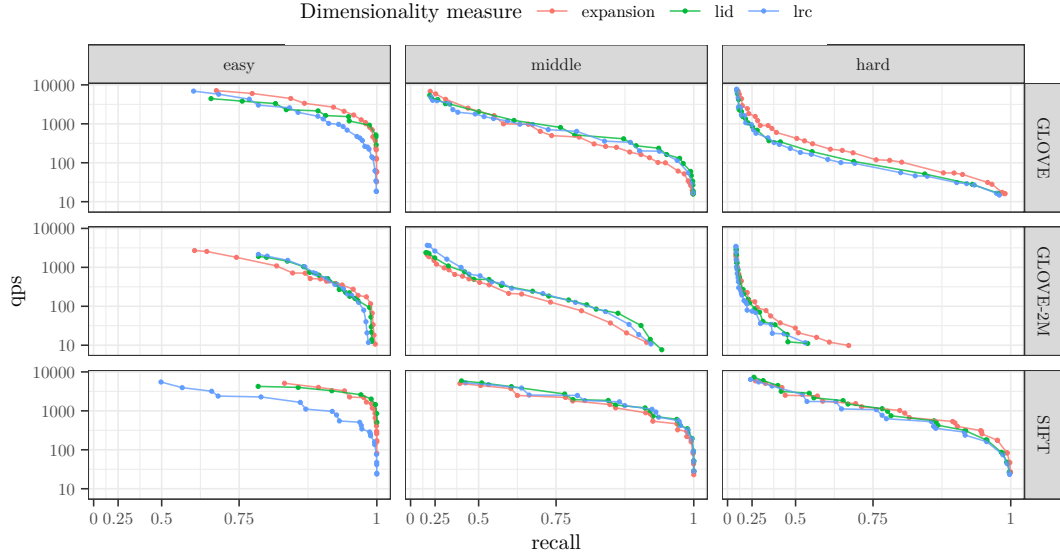 Dimensionality measure expansion lid lrc
easy middle hard
10000
1000
100
10
GLOVE
10000
1000
100
10
GLOVE-2M
qps
10000
1000
100
10
SIFT
0 0.25 0.5 0.75 1 0 0.25 0.5 0.75 1 0 0.25 0.5 0.75 1
recall